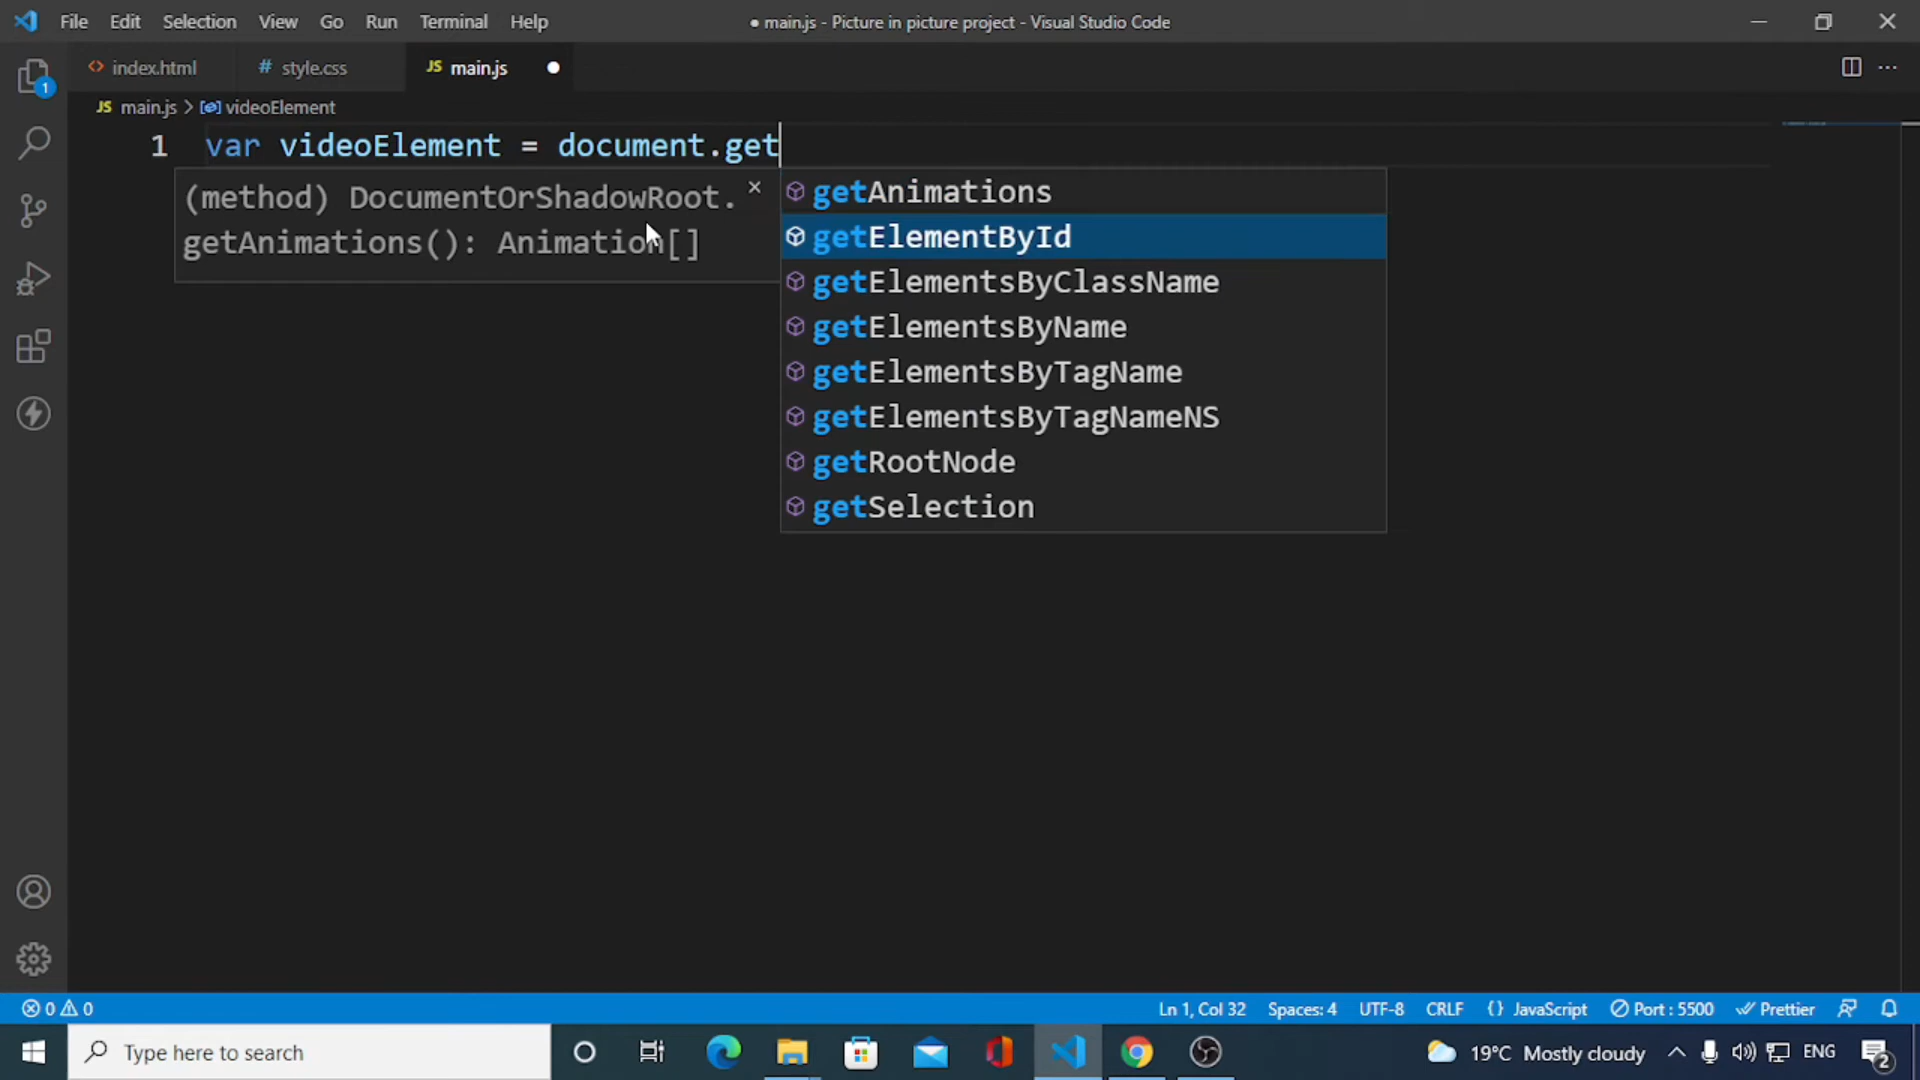 File Edit Selection View Go Run Terminal Help
● main.js - Picture in picture project - Visual Studio Code
index.html
# style.css
JS main.js ●
JS main.js > videoElement
1 var videoElement = document.get
(method) DocumentOrShadowRoot.
getAnimations(): Animation[]
getAnimations
getElementById
getElementsByClassName
getElementsByName
getElementsByTagName
getElementsByTagNameNS
getRootNode
getSelection
1
0 0
Ln 1, Col 32 Spaces: 4 UTF-8 CRLF {} JavaScript Port : 5500 Prettier
Type here to search
19°C Mostly cloudy ENG 2